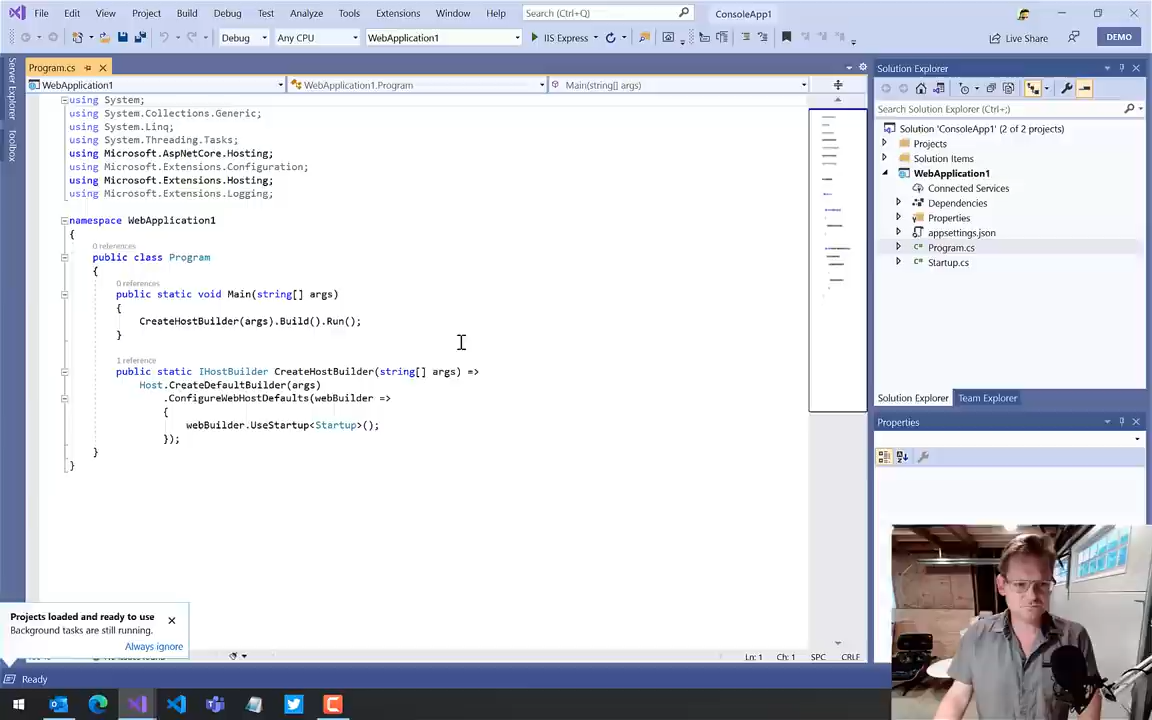 File Edit View Project Build Debug Test Analyze Tools Extensions Window Help Search (Ctrl+Q) ConsoleApp1
Debug Any CPU WebApplication1 IIS Express Live Share DEMO
Server Explorer
Toolbox
Program.cs
WebApplication1 WebApplication1.Program Main(string[] args)
using System;
using System.Collections.Generic;
using System.Linq;
using System.Threading.Tasks;
using Microsoft.AspNetCore.Hosting;
using Microsoft.Extensions.Configuration;
using Microsoft.Extensions.Hosting;
using Microsoft.Extensions.Logging;
namespace WebApplication1
{
0 references
public class Program
{
0 references
public static void Main(string[] args)
{
CreateHostBuilder(args).Build().Run();
}
1 reference
public static IHostBuilder CreateHostBuilder(string[] args) =>
Host.CreateDefaultBuilder(args)
.ConfigureWebHostDefaults(webBuilder =>
{
webBuilder.UseStartup<Startup>();
});
}
}
Solution Explorer
Search Solution Explorer (Ctrl+;)
Solution 'ConsoleApp1' (2 of 2 projects)
Projects
Solution Items
WebApplication1
Connected Services
Dependencies
Properties
appsettings.json
C# Program.cs
C# Startup.cs
Solution Explorer Team Explorer
Properties
Projects loaded and ready to use
Background tasks are still running.
Always ignore
Ln: 1 Ch: 1 SPC CRLF
Ready